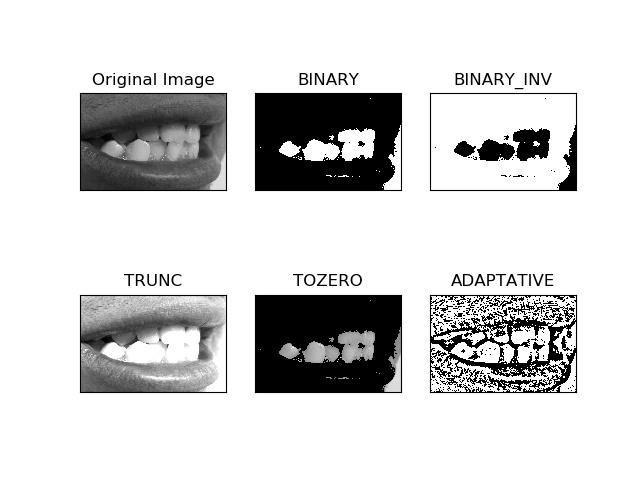 Original Image
BINARY
BINARY_INV
TRUNC
TOZERO
ADAPTATIVE